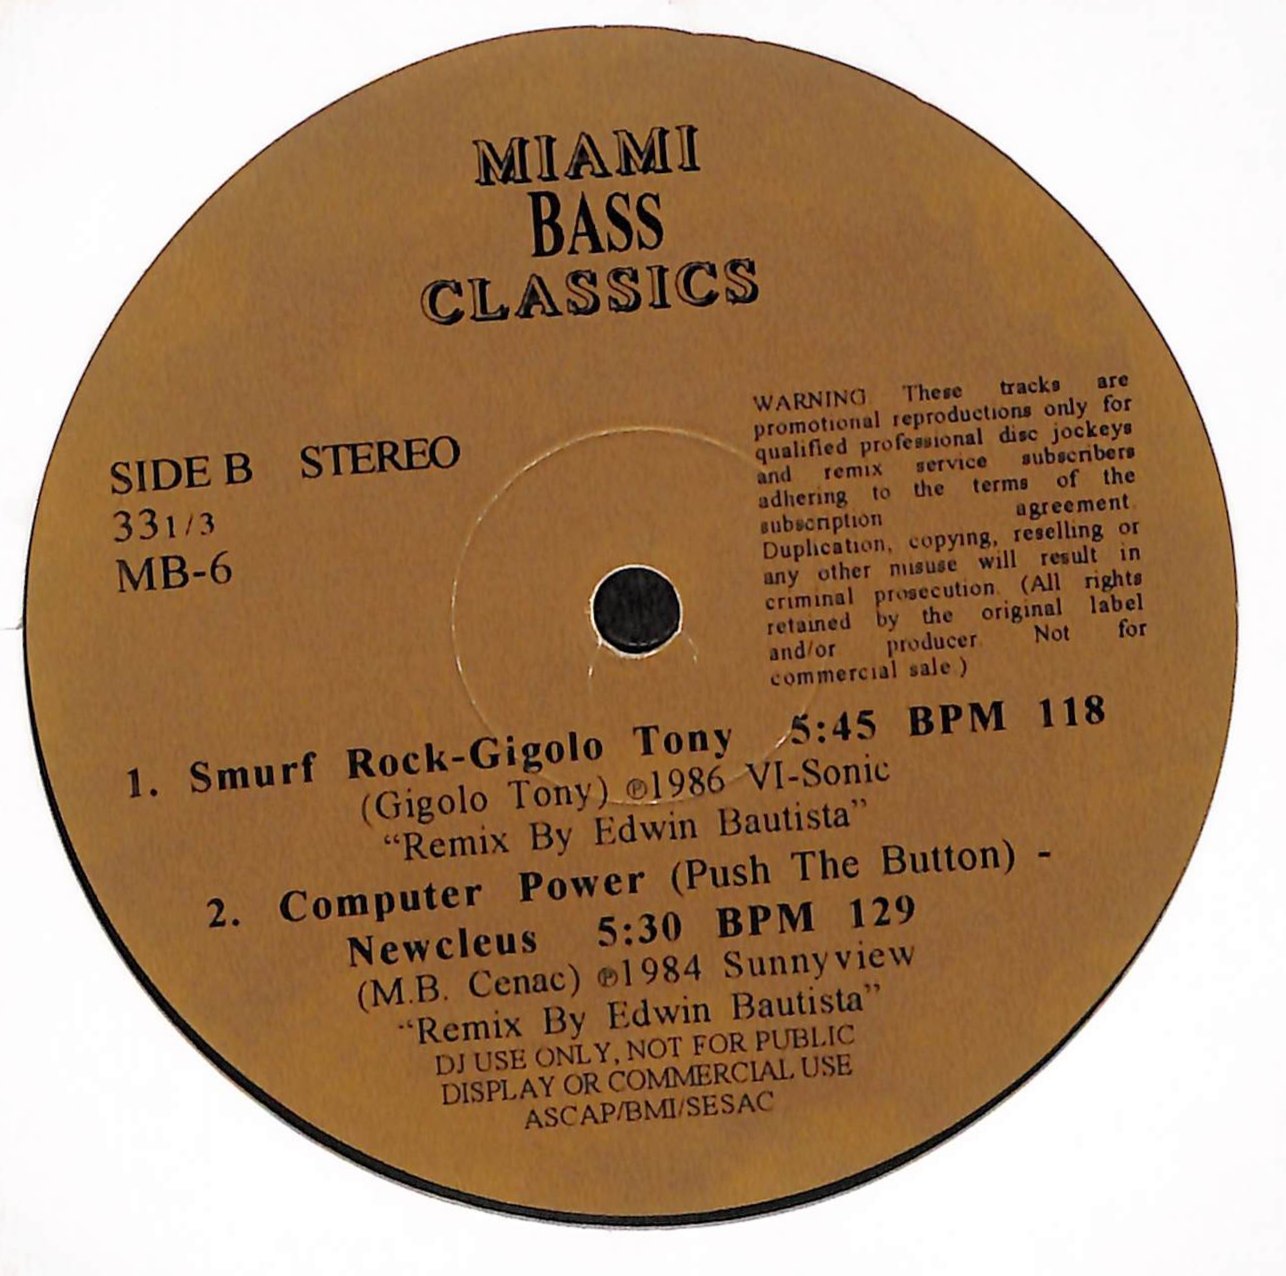 MIAMI
BASS
CLASSICS
SIDE B STEREO
33 1/3
MB-6
WARNING These tracks are
promotional reproductions only for
qualified professional disc jockeys
and remix service subscribers
adhering to the terms of the
subscription agreement.
Duplication, copying, reselling or
any other misuse will result in
criminal prosecution. (All rights
retained by the original label
and/or producer. Not for
commercial sale.)
1. Smurf Rock-Gigolo Tony 5:45 BPM 118
(Gigolo Tony) ℗1986 VI-Sonic
“Remix By Edwin Bautista”
2. Computer Power (Push The Button) -
Newcleus 5:30 BPM 129
(M.B. Cenac) ℗1984 Sunnyview
“Remix By Edwin Bautista”
DJ USE ONLY, NOT FOR PUBLIC
DISPLAY OR COMMERCIAL USE
ASCAP/BMI/SESAC